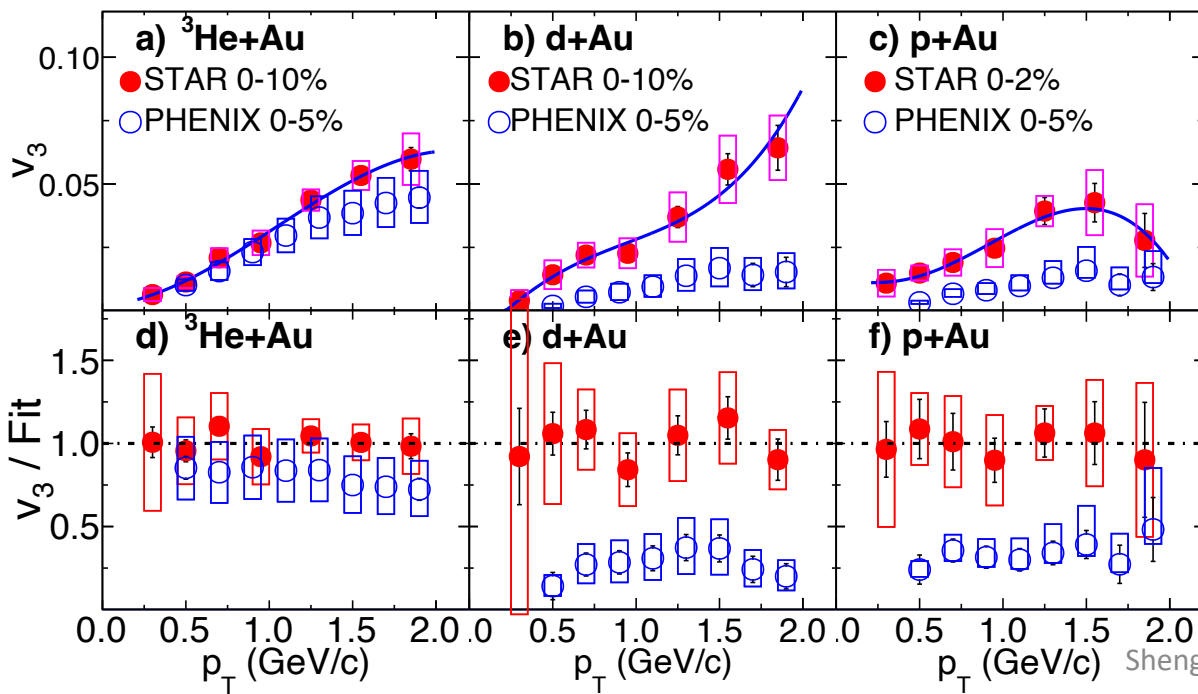 a) ³He+Au
STAR 0-10%
PHENIX 0-5%
b) d+Au
STAR 0-10%
PHENIX 0-5%
c) p+Au
STAR 0-2%
PHENIX 0-5%
0.10
0.05
v₃
d) ³He+Au
e) d+Au
f) p+Au
1.5
1.0
0.5
v₃ / Fit
0.0 0.5 1.0 1.5 2.0 0.5 1.0 1.5 2.0 0.5 1.0 1.5 2.0
p_T (GeV/c) p_T (GeV/c) p_T (GeV/c)
Sheng